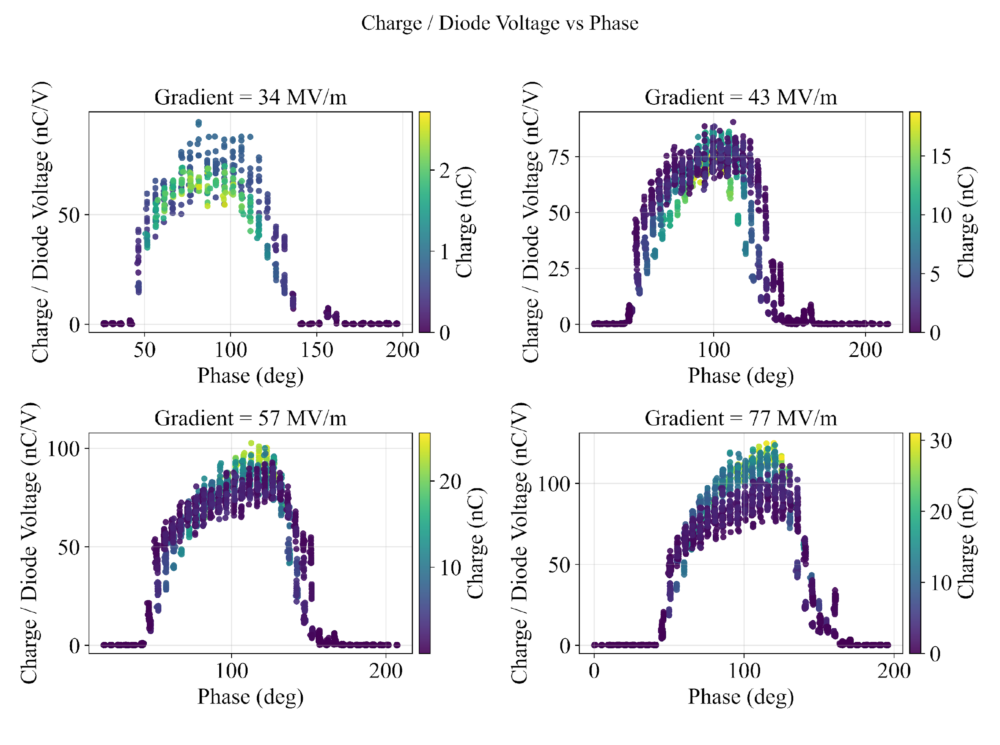 Charge / Diode Voltage vs Phase
Gradient = 34 MV/m
Charge / Diode Voltage (nC/V)
50
0
50
100
150
200
Phase (deg)
2
1
0
Charge (nC)
Gradient = 43 MV/m
Charge / Diode Voltage (nC/V)
75
50
25
0
100
200
Phase (deg)
15
10
5
0
Charge (nC)
Gradient = 57 MV/m
Charge / Diode Voltage (nC/V)
100
50
0
100
200
Phase (deg)
20
10
Charge (nC)
Gradient = 77 MV/m
Charge / Diode Voltage (nC/V)
100
50
0
0
100
200
Phase (deg)
30
20
10
0
Charge (nC)